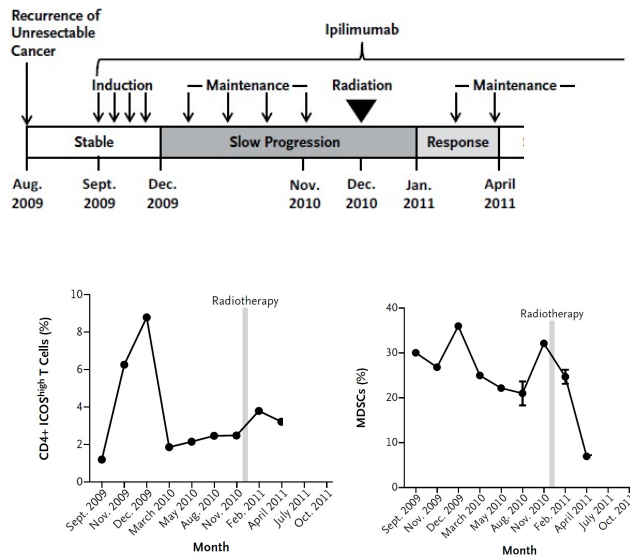 Recurrence of
Unresectable
Cancer
Ipilimumab
Induction
Maintenance
Radiation
Maintenance
Stable
Slow Progression
Response
Aug.
2009
Sept.
2009
Dec.
2009
Nov.
2010
Dec.
2010
Jan.
2011
April
2011
CD4+ ICOShigh T Cells (%)
10
8
6
4
2
0
Radiotherapy
Sept. 2009
Nov. 2009
Dec. 2009
March 2010
May 2010
Aug. 2010
Nov. 2010
Feb. 2011
April 2011
July 2011
Oct. 2011
Month
MDSCs (%)
40
30
20
10
0
Radiotherapy
Sept. 2009
Nov. 2009
Dec. 2009
March 2010
May 2010
Aug. 2010
Nov. 2010
Feb. 2011
April 2011
July 2011
Month